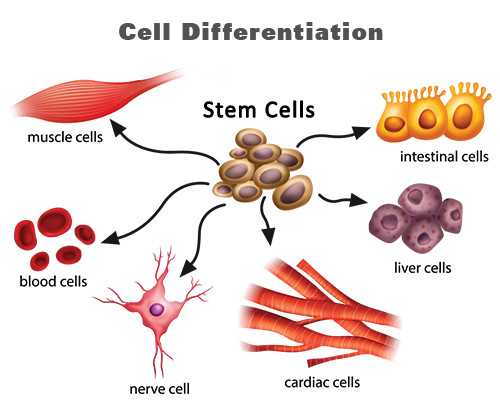 Cell Differentiation
Stem Cells
muscle cells
intestinal cells
blood cells
liver cells
nerve cell
cardiac cells